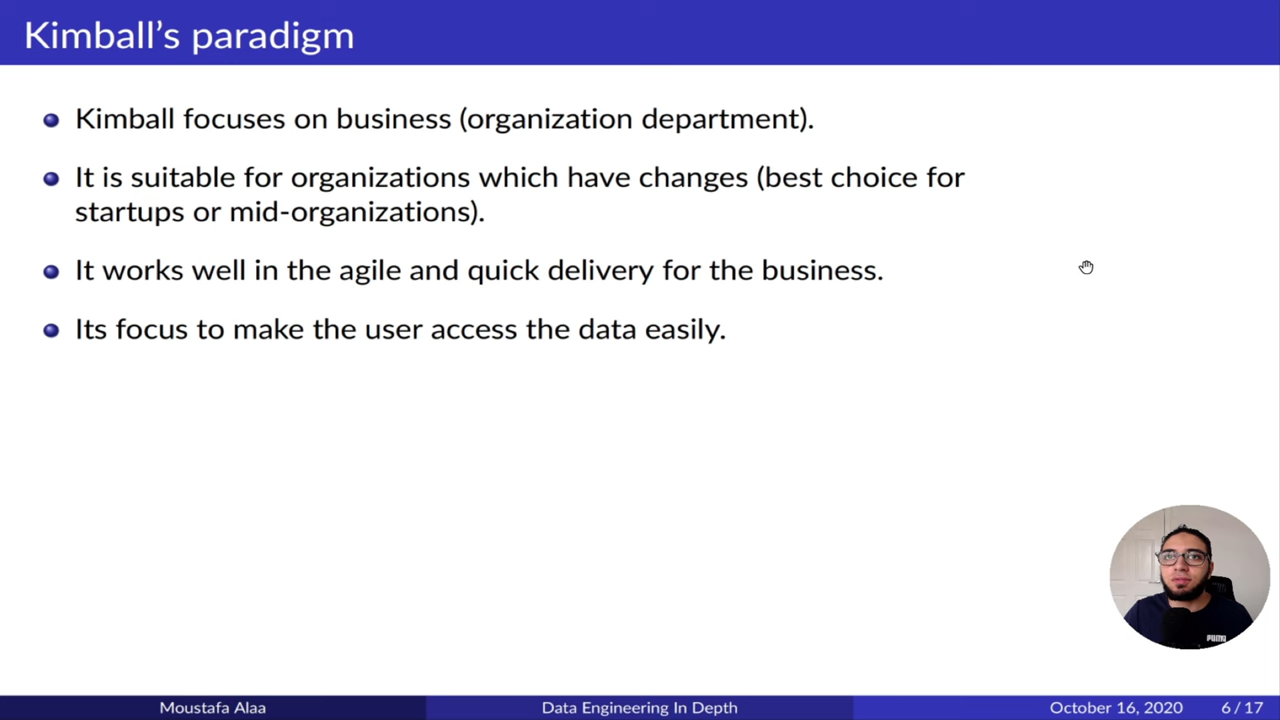 Kimball's paradigm
Kimball focuses on business (organization department).
It is suitable for organizations which have changes (best choice for
startups or mid-organizations).
It works well in the agile and quick delivery for the business.
Its focus to make the user access the data easily.
PUMA
Moustafa Alaa
Data Engineering In Depth
October 16, 2020
6 / 17